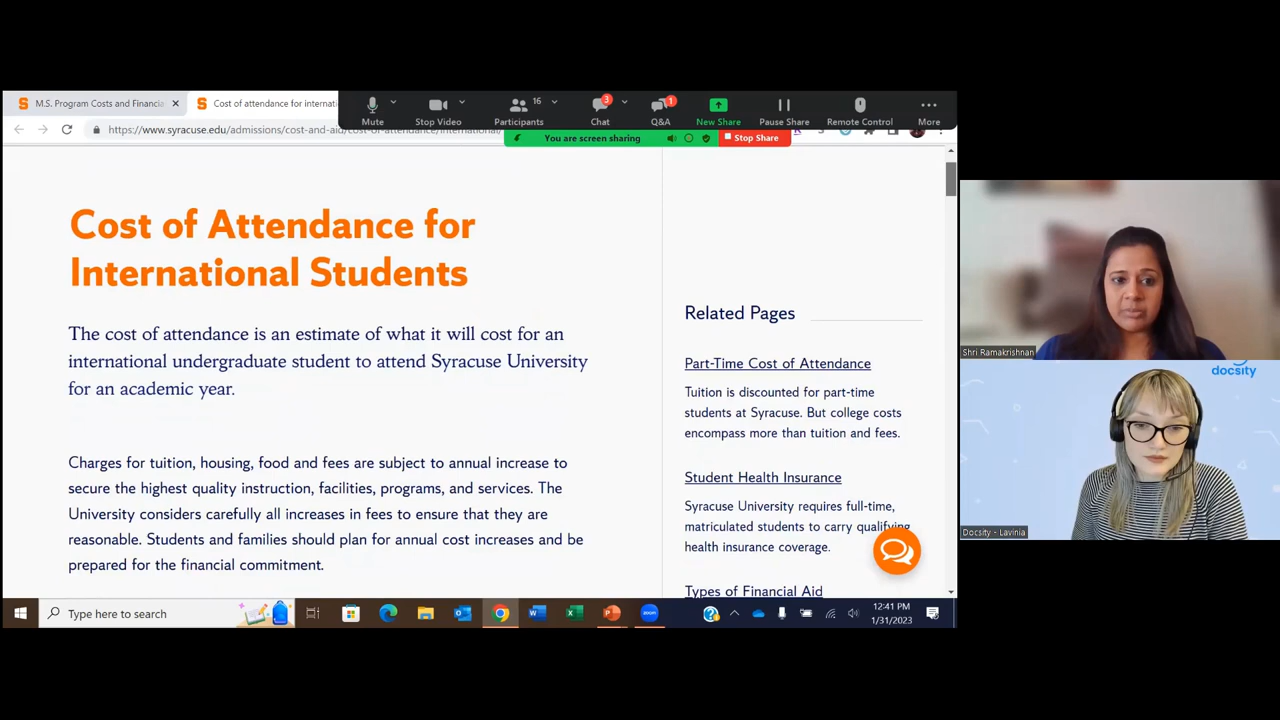 M.S. Program Costs and Financia
Cost of attendance for internati
16
3
1
Mute
Stop Video
Participants
Chat
Q&A
New Share
Pause Share
Remote Control
More
https://www.syracuse.edu/admissions/cost-and-aid/cost-of-attendance/international/
You are screen sharing
Stop Share
Cost of Attendance for
International Students
The cost of attendance is an estimate of what it will cost for an
international undergraduate student to attend Syracuse University
for an academic year.
Charges for tuition, housing, food and fees are subject to annual increase to
secure the highest quality instruction, facilities, programs, and services. The
University considers carefully all increases in fees to ensure that they are
reasonable. Students and families should plan for annual cost increases and be
prepared for the financial commitment.
Related Pages
Part-Time Cost of Attendance
Tuition is discounted for part-time
students at Syracuse. But college costs
encompass more than tuition and fees.
Student Health Insurance
Syracuse University requires full-time,
matriculated students to carry qualifying
health insurance coverage.
Types of Financial Aid
Shri Ramakrishnan
docsity
Docsity - Lavinia
Type here to search
12:41 PM
1/31/2023